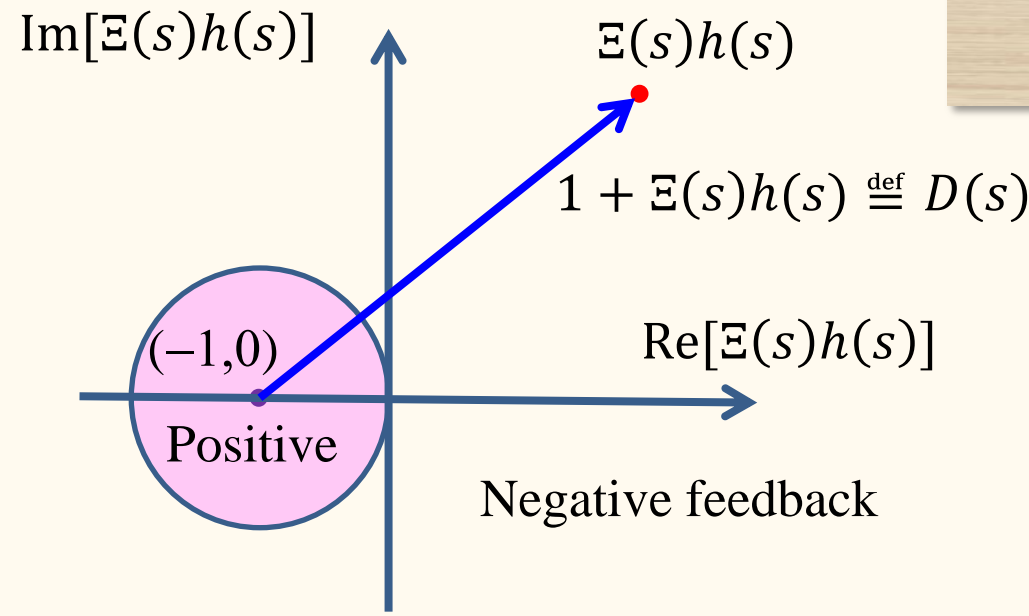 Im[Ξ(s)h(s)]
Ξ(s)h(s)
1 + Ξ(s)h(s) ≝ D(s)
Re[Ξ(s)h(s)]
(−1,0)
Positive
Negative feedback